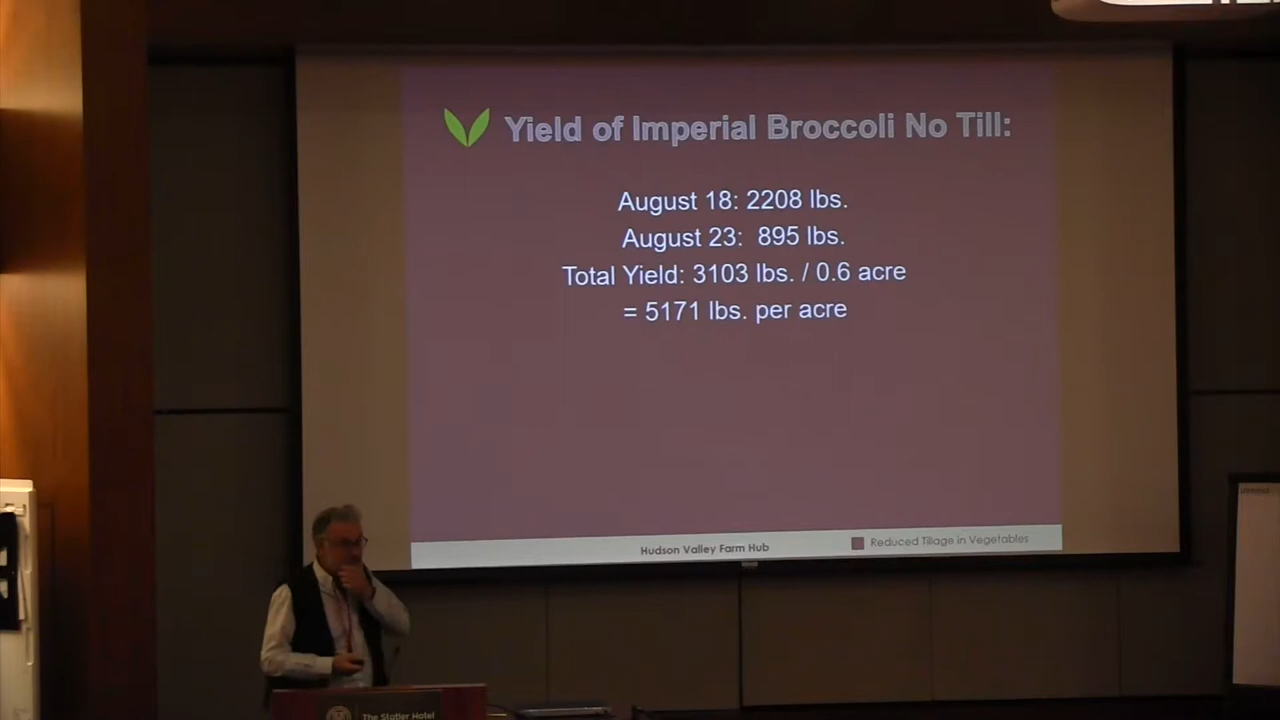 Yield of Imperial Broccoli No Till:
August 18: 2208 lbs.
August 23: 895 lbs.
Total Yield: 3103 lbs. / 0.6 acre
= 5171 lbs. per acre
Hudson Valley Farm Hub
Reduced Tillage in Vegetables
The Statler Hotel